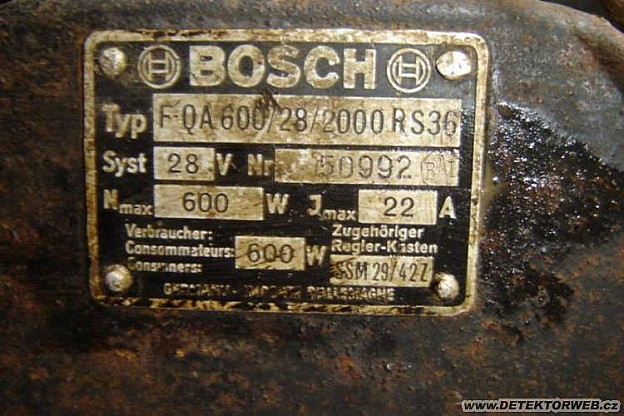 BOSCH
Typ F-QA 600/28/2000 RS36
Syst 28 V Nr 50992
Nmax 600 W Jmax 22 A
Verbraucher:
Consommateurs:
Consumers:
600 W
Zugehöriger
Regler-Kasten
SSM 29/42Z
WWW.DETEKTORWEB.CZ